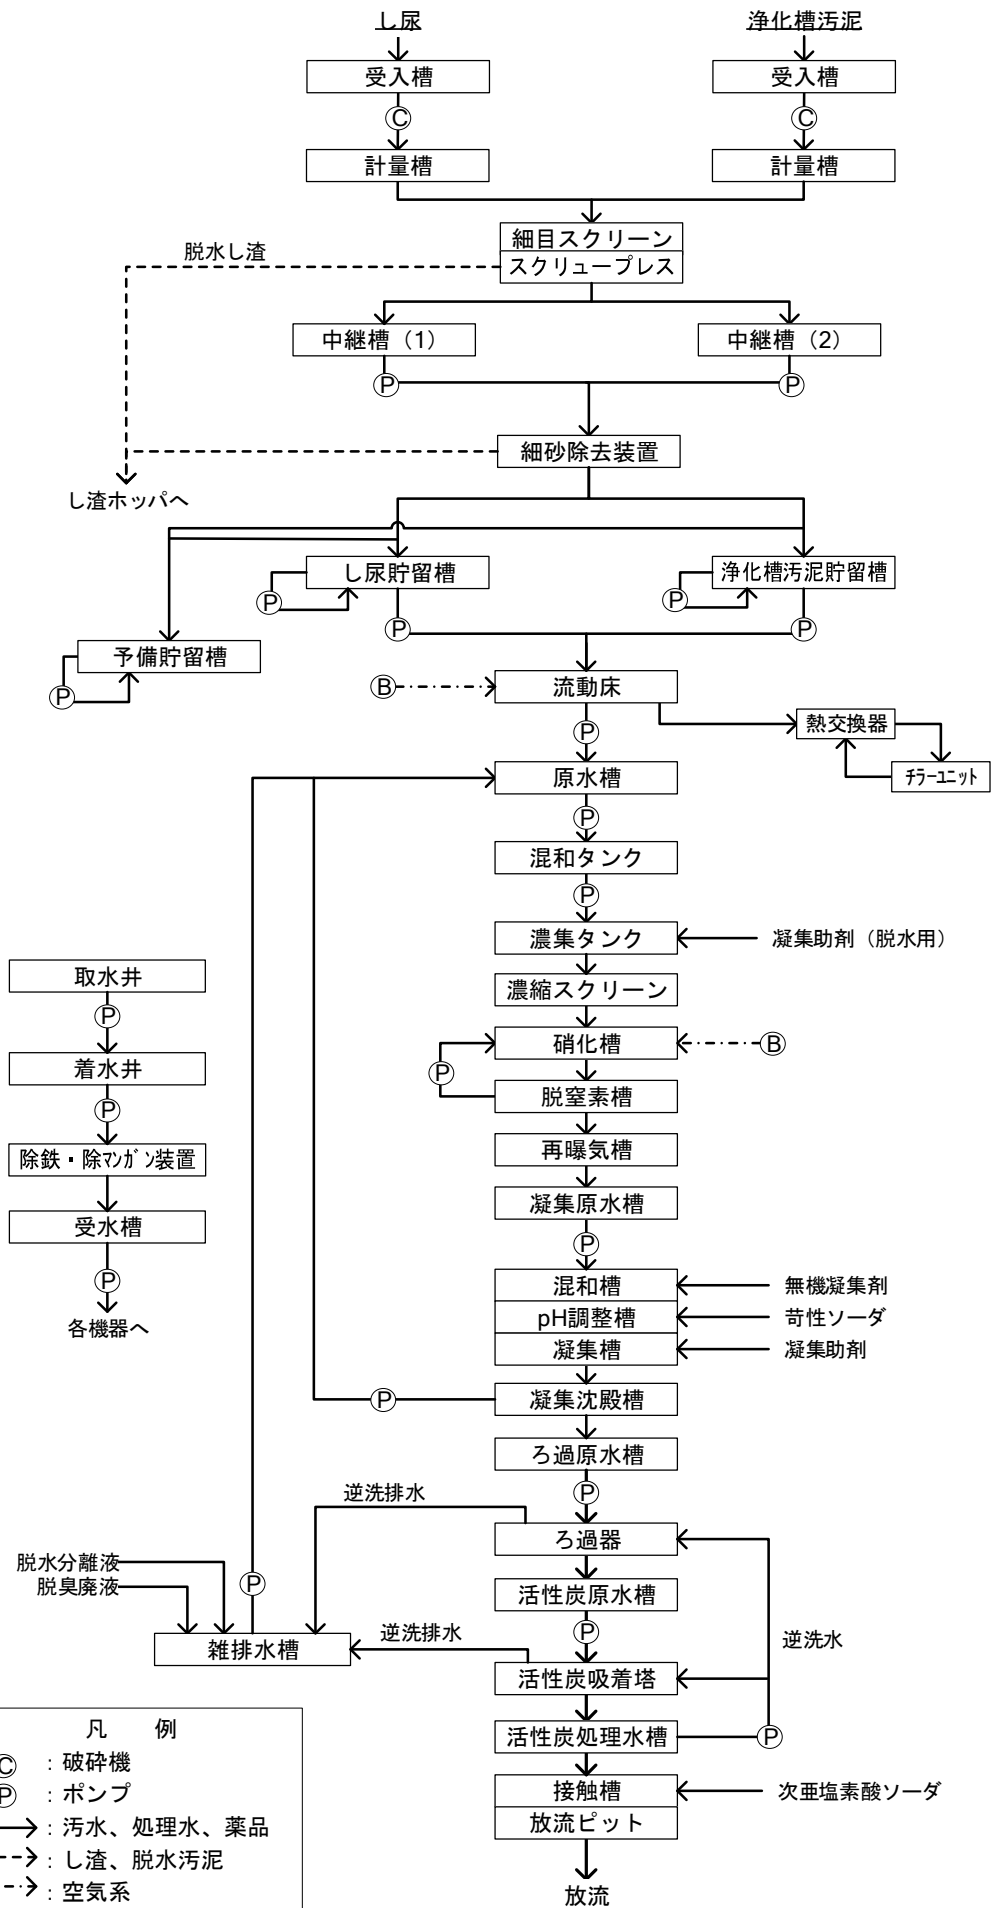 し尿
浄化槽汚泥
受入槽
受入槽
C
C
計量槽
計量槽
細目スクリーン
脱水し渣
スクリュープレス
中継槽（1）
中継槽（2）
P
P
細砂除去装置
し渣ホッパへ
し尿貯留槽
浄化槽汚泥貯留槽
P
P
P
P
予備貯留槽
P
B
流動床
熱交換器
P
原水槽
チラーユニット
P
混和タンク
P
濃集タンク
凝集助剤（脱水用）
取水井
濃縮スクリーン
P
硝化槽
B
着水井
P
脱窒素槽
P
除鉄・除マンガン装置
再曝気槽
受水槽
凝集原水槽
P
P
混和槽
無機凝集剤
各機器へ
pH調整槽
苛性ソーダ
凝集槽
凝集助剤
P
凝集沈殿槽
ろ過原水槽
逆洗排水
P
ろ過器
脱水分離液
脱臭廃液
P
活性炭原水槽
逆洗排水
P
逆洗水
雑排水槽
活性炭吸着塔
凡　例
活性炭処理水槽
P
C
：破砕機
P
：ポンプ
接触槽
次亜塩素酸ソーダ
：汚水、処理水、薬品
放流ピット
：し渣、脱水汚泥
：空気系
放流